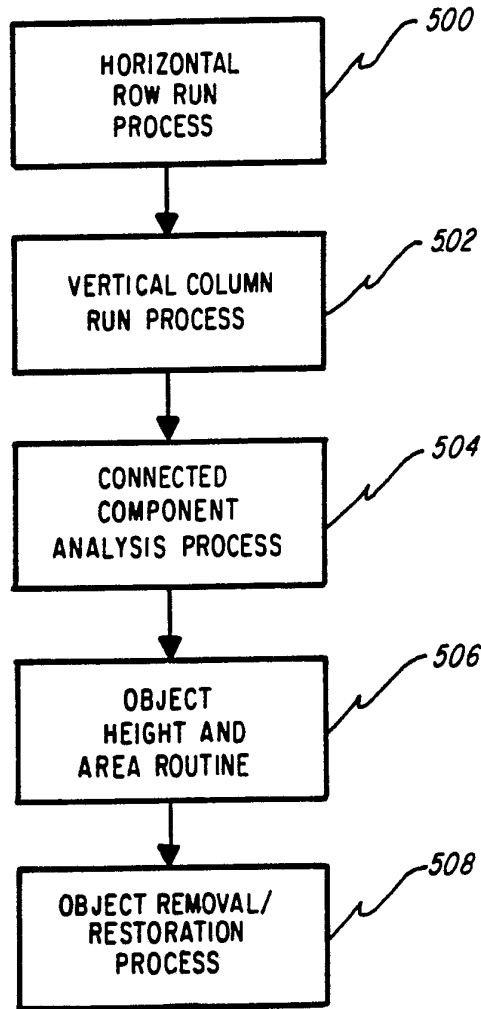 500
HORIZONTAL
ROW RUN
PROCESS
502
VERTICAL COLUMN
RUN PROCESS
504
CONNECTED
COMPONENT
ANALYSIS PROCESS
506
OBJECT
HEIGHT AND
AREA ROUTINE
508
OBJECT REMOVAL/
RESTORATION
PROCESS